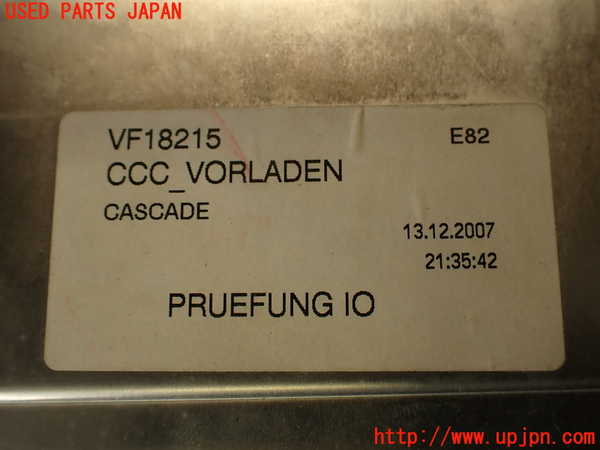 USED PARTS JAPAN
VF18215
E82
CCC_VORLADEN
CASCADE
13.12.2007
21:35:42
PRUEFUNG IO
http://www.upjpn.com/